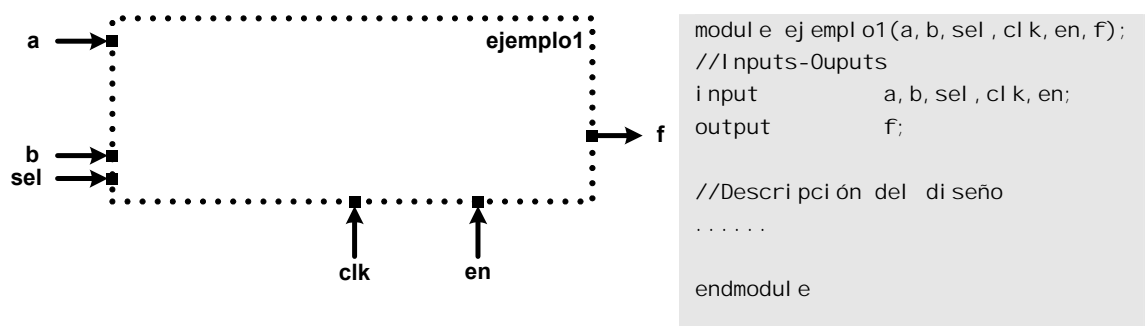 a
ejemplo1
b
sel
f
clk
en
module ejemplo1(a,b,sel,clk,en,f);
//Inputs-Ouputs
input a,b,sel,clk,en;
output f;
//Descripción del diseño
......
endmodule